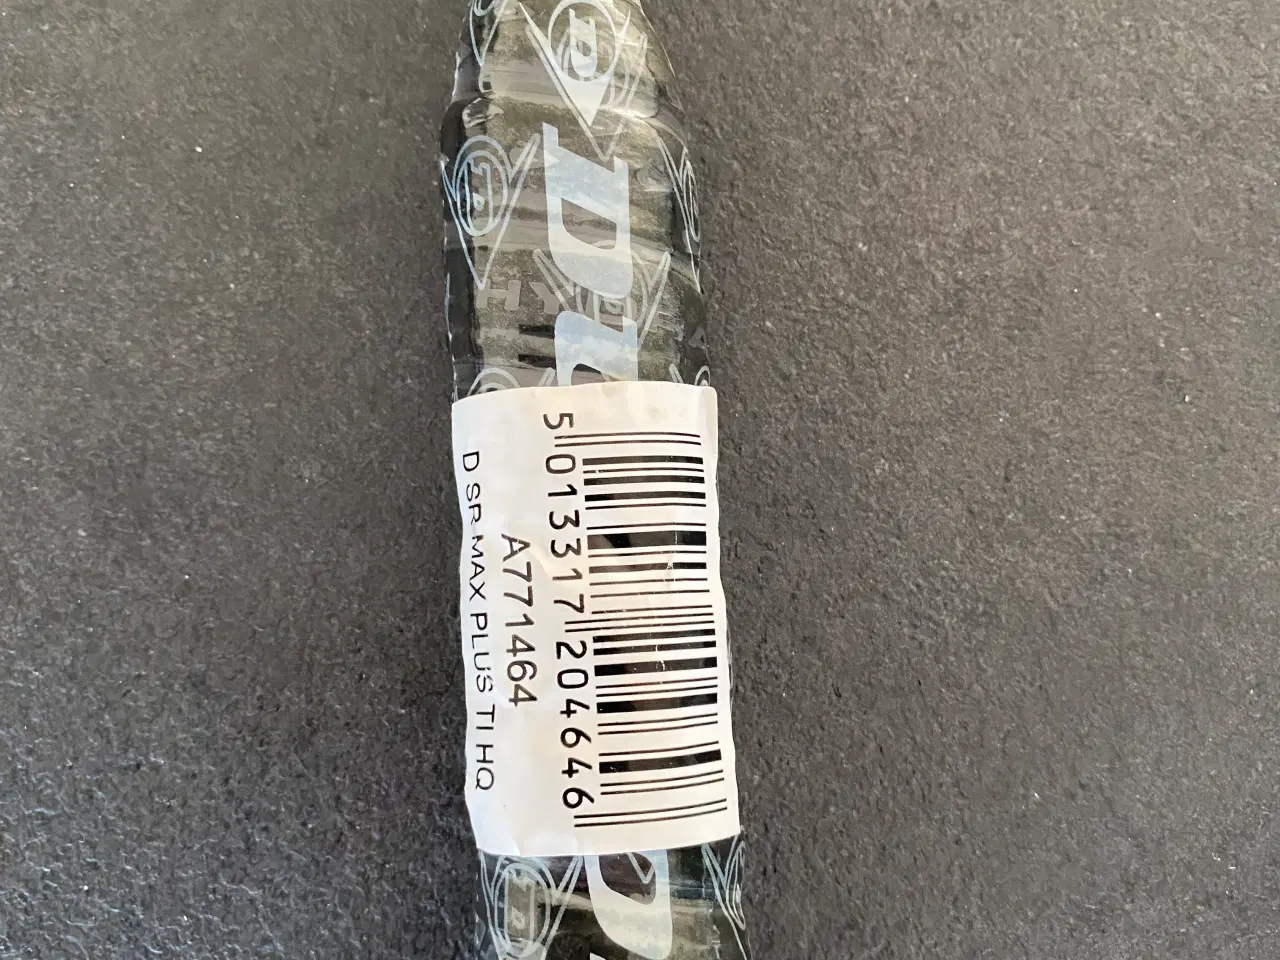 5 013317 204646
A771464
D SR MAX PLUS TI HQ